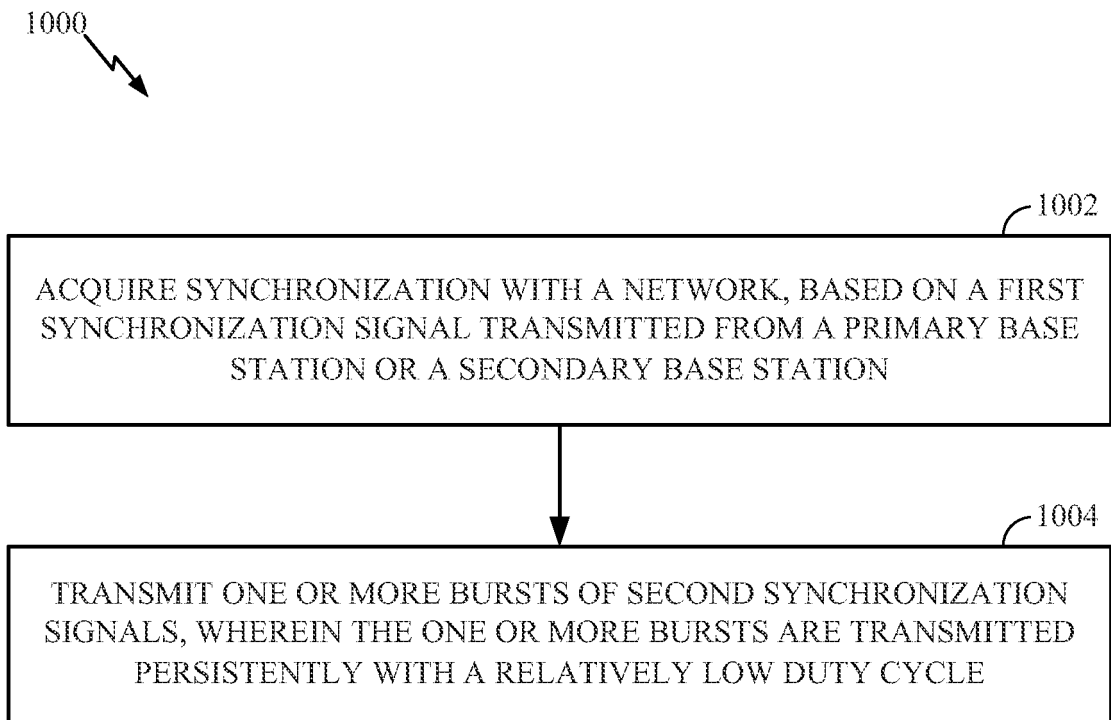 1000
1002
ACQUIRE SYNCHRONIZATION WITH A NETWORK, BASED ON A FIRST
SYNCHRONIZATION SIGNAL TRANSMITTED FROM A PRIMARY BASE
STATION OR A SECONDARY BASE STATION
1004
TRANSMIT ONE OR MORE BURSTS OF SECOND SYNCHRONIZATION
SIGNALS, WHEREIN THE ONE OR MORE BURSTS ARE TRANSMITTED
PERSISTENTLY WITH A RELATIVELY LOW DUTY CYCLE